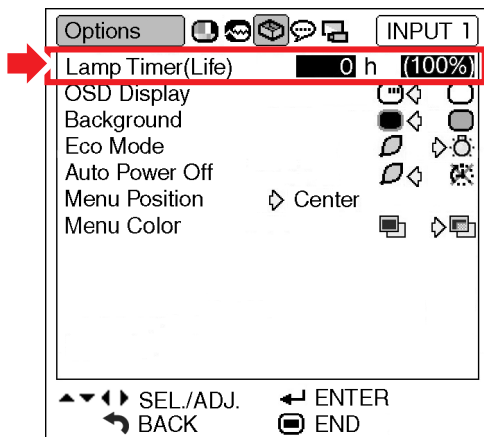 Options INPUT 1
Lamp Timer(Life) 0 h (100%)
OSD Display
Background
Eco Mode
Auto Power Off
Menu Position Center
Menu Color
SEL./ADJ. ENTER
BACK END